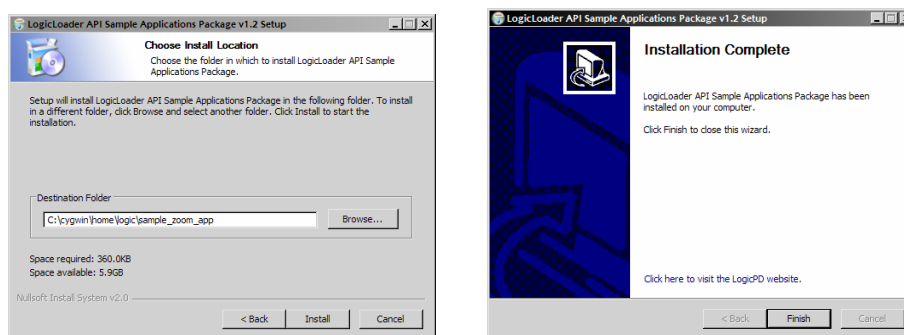 LogicLoader API Sample Applications Package v1.2 Setup
Choose Install Location
Choose the folder in which to install LogicLoader API Sample
Applications Package.
Setup will install LogicLoader API Sample Applications Package in the following folder. To install
in a different folder, click Browse and select another folder. Click Install to start the
installation.
Destination Folder
C:\cygwin\home\logic\sample_zoom_app
Browse...
Space required: 360.0KB
Space available: 5.9GB
Nullsoft Install System v2.0
< Back Install Cancel
LogicLoader API Sample Applications Package v1.2 Setup
Installation Complete
LogicLoader API Sample Applications Package has been
installed on your computer.
Click Finish to close this wizard.
Click here to visit the LogicPD website.
< Back Finish Cancel